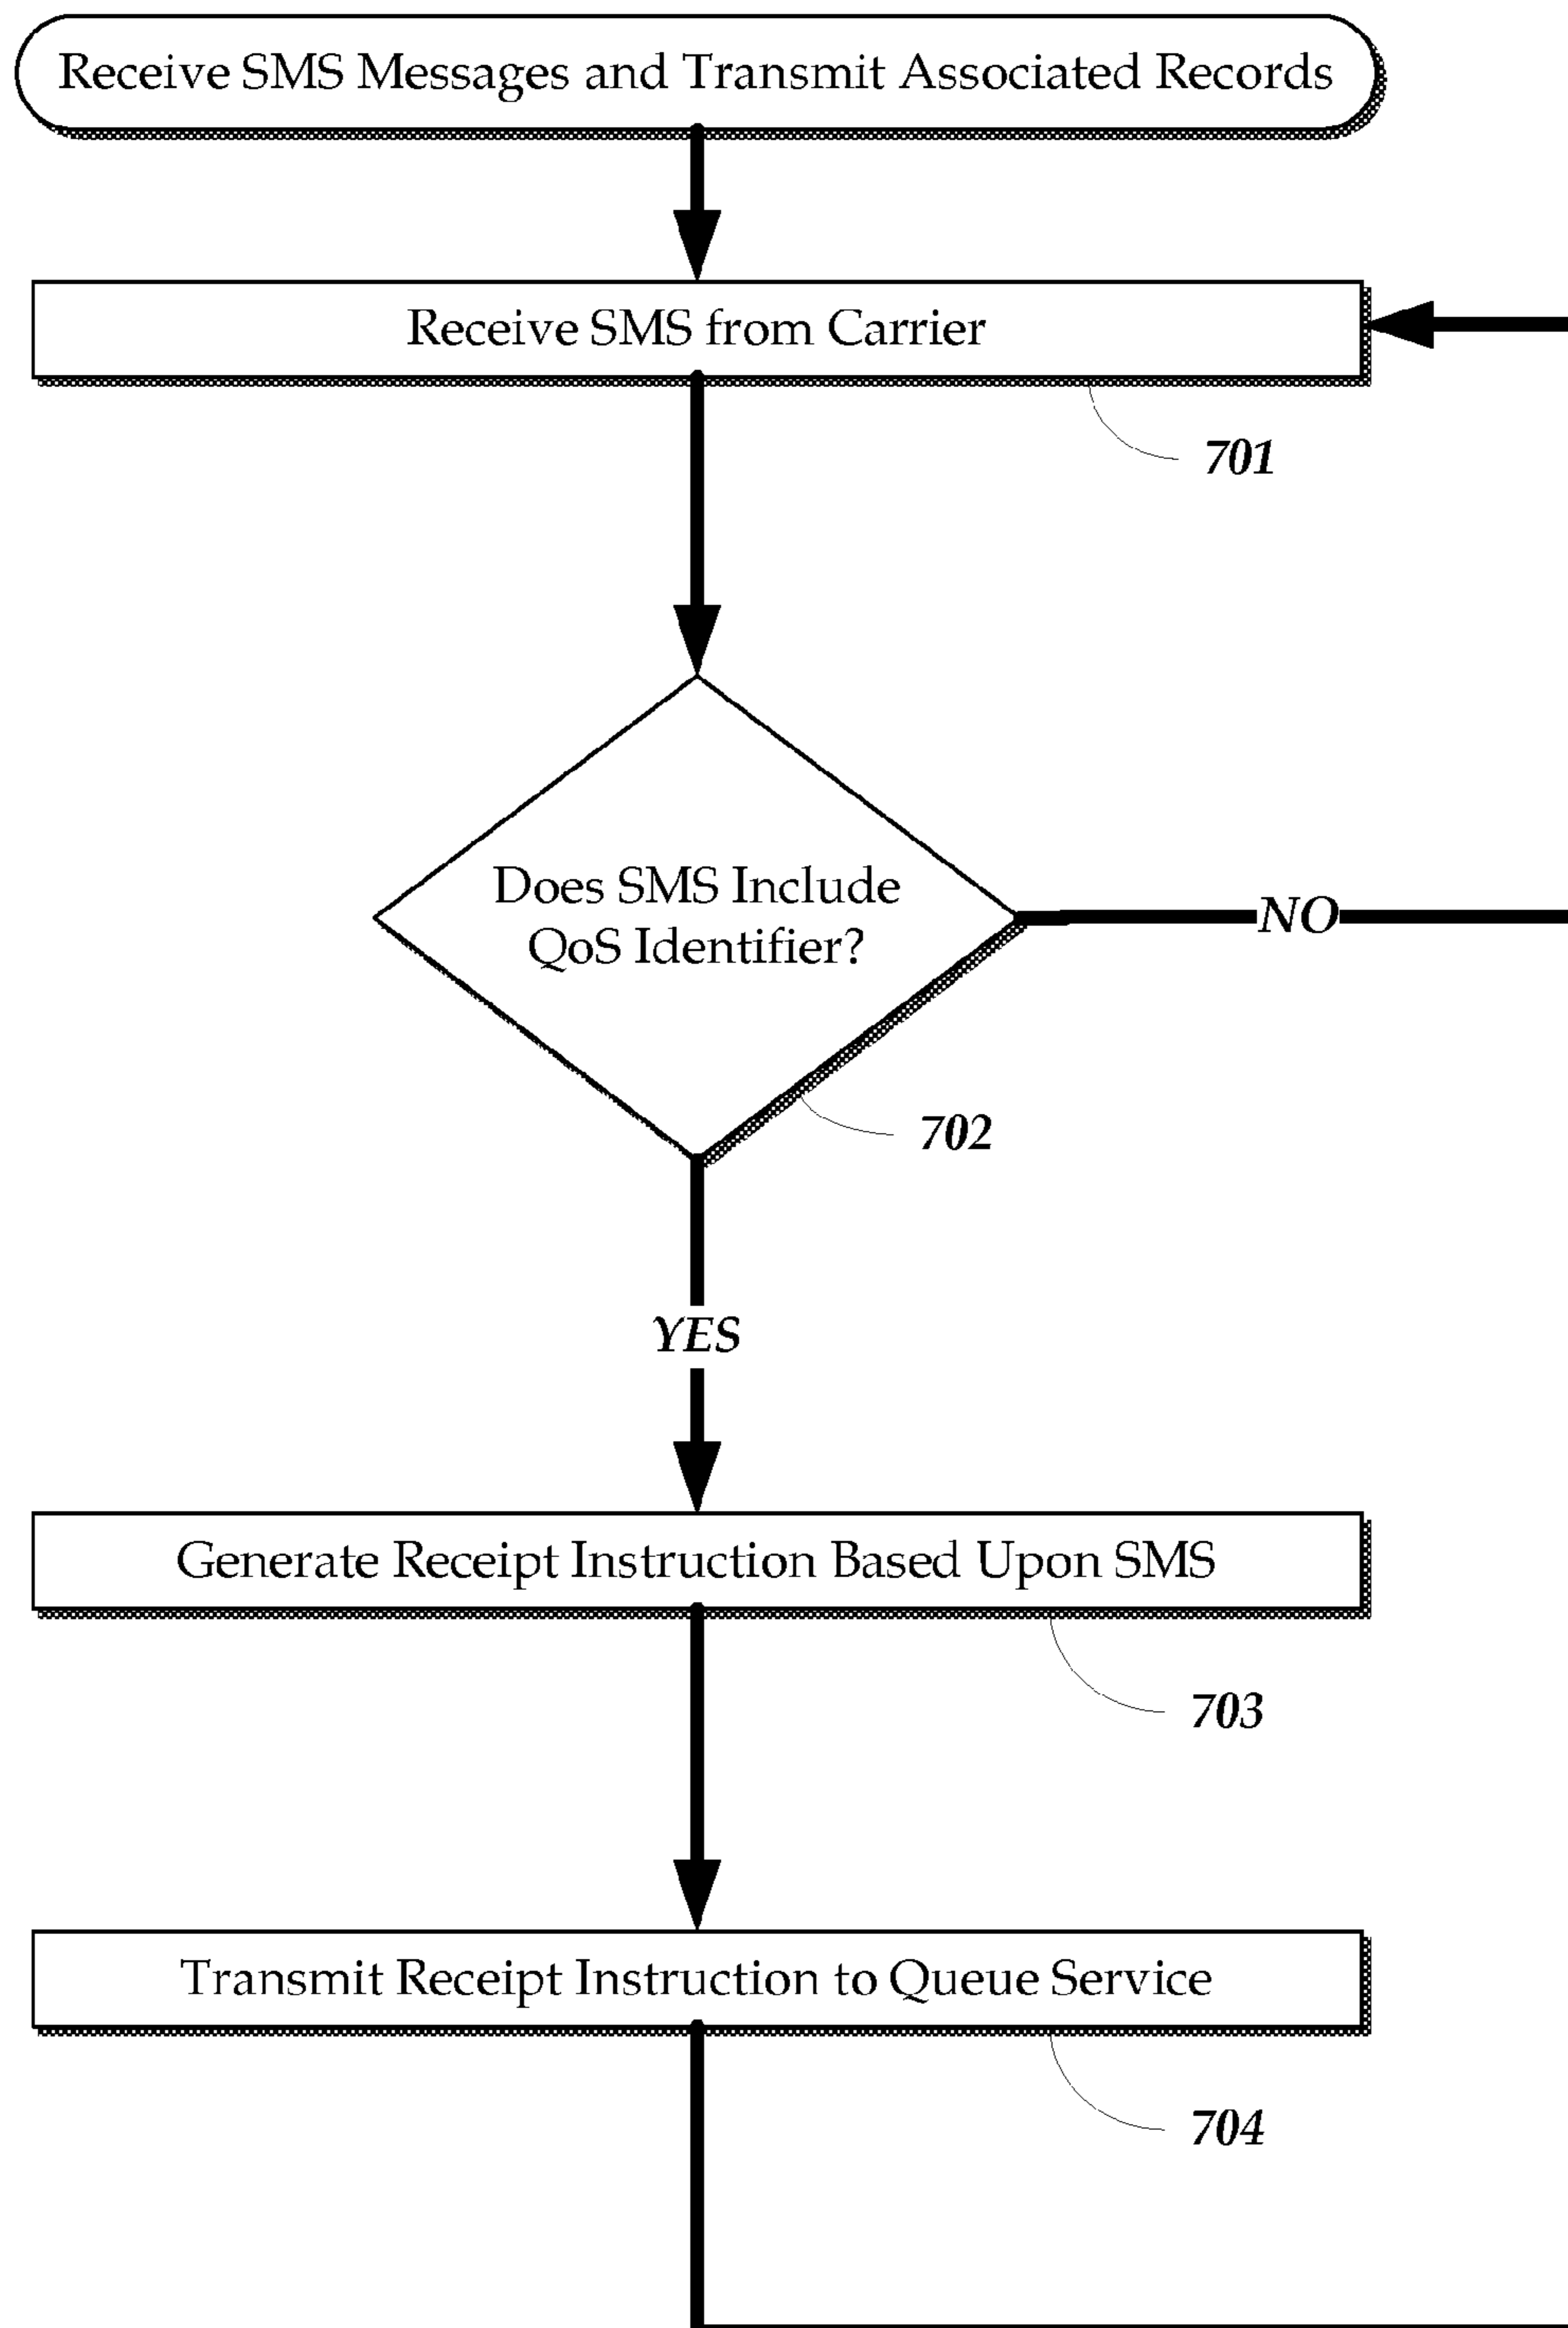 Receive SMS Messages and Transmit Associated Records
Receive SMS from Carrier
701
Does SMS Include
QoS Identifier?
NO
702
YES
Generate Receipt Instruction Based Upon SMS
703
Transmit Receipt Instruction to Queue Service
704